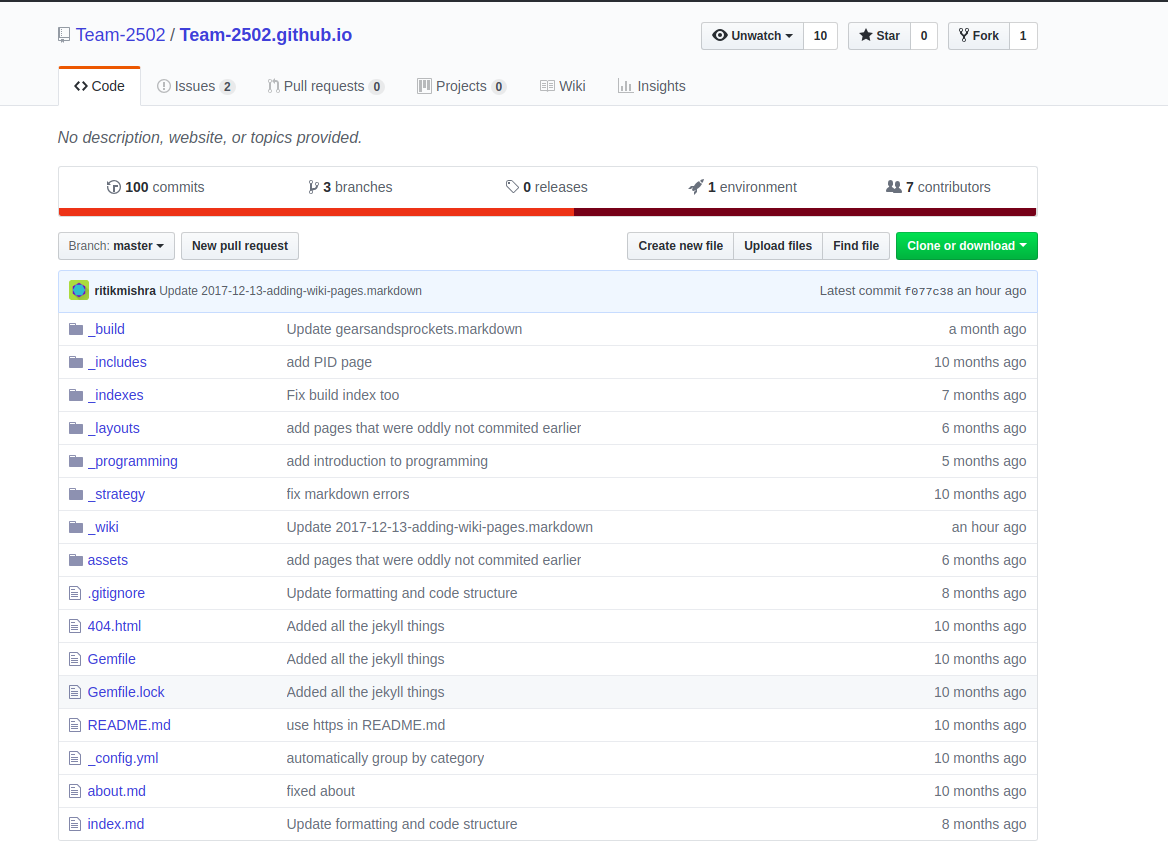 Team-2502 / Team-2502.github.io Unwatch 10 Star 0 Fork 1
Code Issues 2 Pull requests 0 Projects 0 Wiki Insights
No description, website, or topics provided.
100 commits 3 branches 0 releases 1 environment 7 contributors
Branch: master New pull request Create new file Upload files Find file Clone or download
ritikmishra Update 2017-12-13-adding-wiki-pages.markdown Latest commit f077c38 an hour ago
_build Update gearsandsprockets.markdown a month ago
_includes add PID page 10 months ago
_indexes Fix build index too 7 months ago
_layouts add pages that were oddly not commited earlier 6 months ago
_programming add introduction to programming 5 months ago
_strategy fix markdown errors 10 months ago
_wiki Update 2017-12-13-adding-wiki-pages.markdown an hour ago
assets add pages that were oddly not commited earlier 6 months ago
.gitignore Update formatting and code structure 8 months ago
404.html Added all the jekyll things 10 months ago
Gemfile Added all the jekyll things 10 months ago
Gemfile.lock Added all the jekyll things 10 months ago
README.md use https in README.md 10 months ago
_config.yml automatically group by category 10 months ago
about.md fixed about 10 months ago
index.md Update formatting and code structure 8 months ago